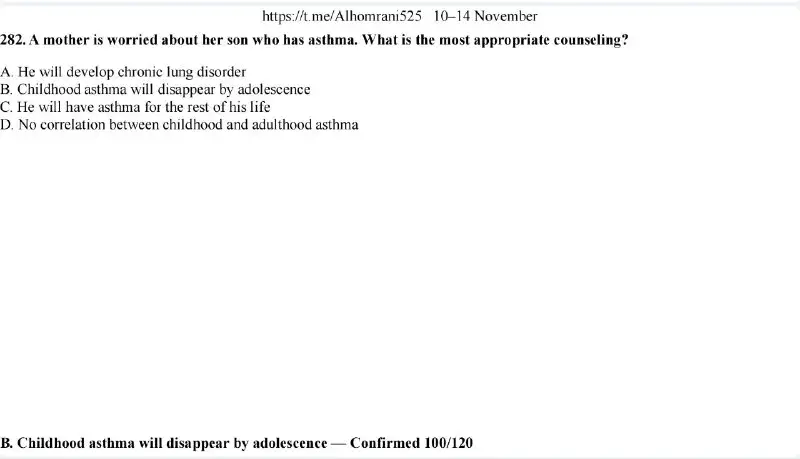 https://t.me/Alhomrani525 10–14 November
282. A mother is worried about her son who has asthma. What is the most appropriate counseling?
A. He will develop chronic lung disorder
B. Childhood asthma will disappear by adolescence
C. He will have asthma for the rest of his life
D. No correlation between childhood and adulthood asthma
B. Childhood asthma will disappear by adolescence — Confirmed 100/120